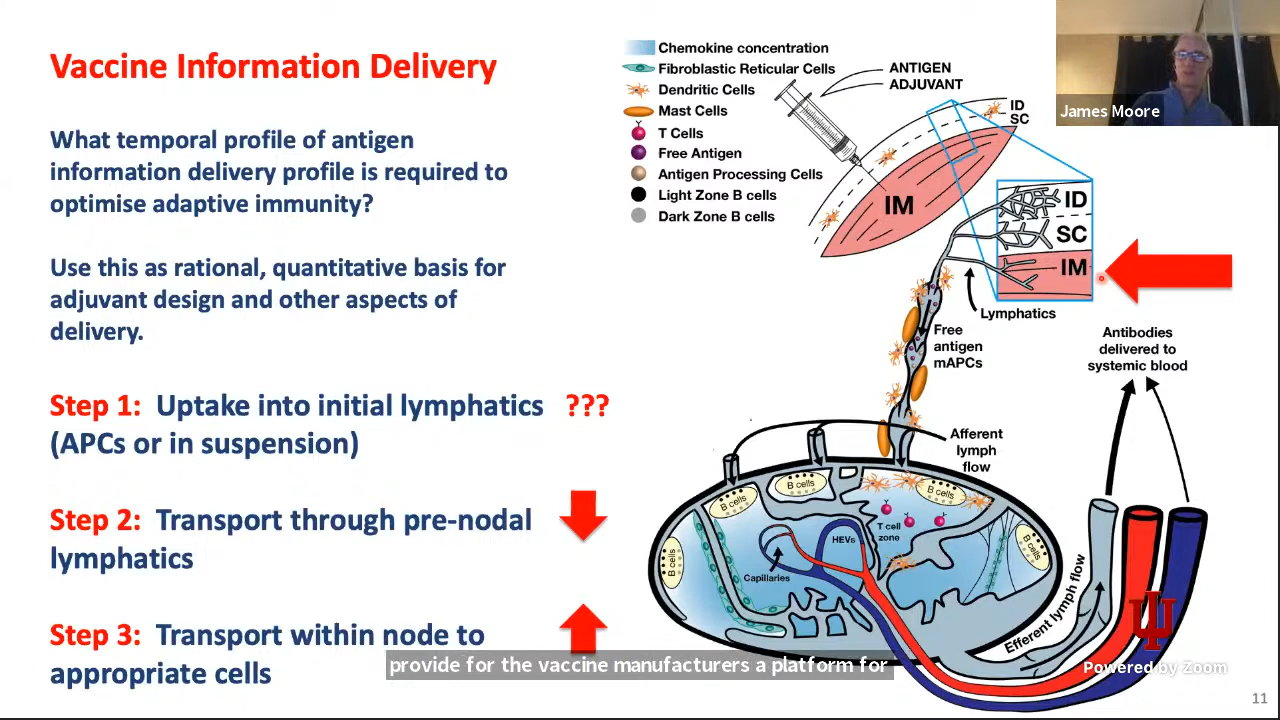 Vaccine Information Delivery
What temporal profile of antigen
information delivery profile is required to
optimise adaptive immunity?
Use this as rational, quantitative basis for
adjuvant design and other aspects of
delivery.
Step 1: Uptake into initial lymphatics ???
(APCs or in suspension)
Step 2: Transport through pre-nodal
lymphatics
Step 3: Transport within node to
appropriate cells
Chemokine concentration
Fibroblastic Reticular Cells
Dendritic Cells
Mast Cells
T Cells
Free Antigen
Antigen Processing Cells
Light Zone B cells
Dark Zone B cells
ANTIGEN
ADJUVANT
ID
SC
IM
ID
SC
IM
Lymphatics
Free
antigen
mAPCs
Antibodies
delivered to
systemic blood
Afferent
lymph
flow
B cells
B cells
B cells
B cells
B cells
T cell
zone
HEVs
Capillaries
Efferent lymph flow
James Moore
provide for the vaccine manufacturers a platform for
Powered by Zoom
11